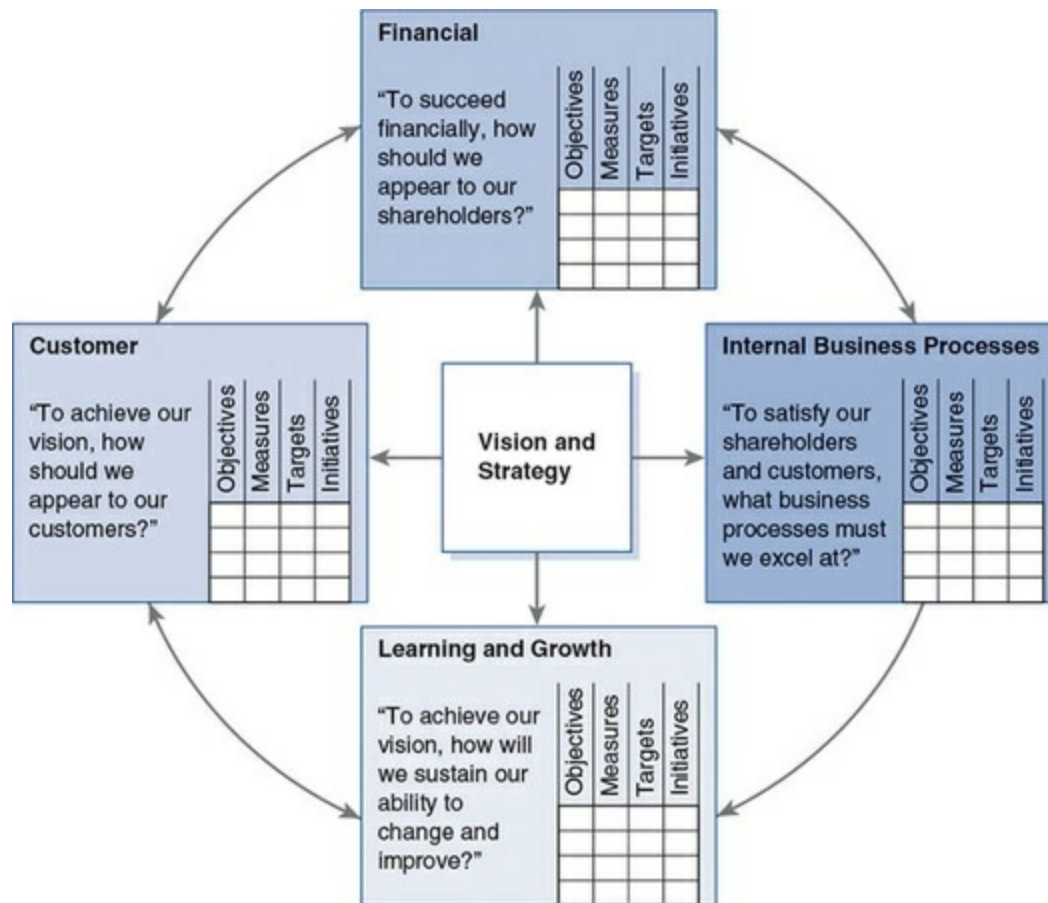 Financial
“To succeed
financially, how
should we
appear to our
shareholders?”
Objectives
Measures
Targets
Initiatives
Customer
“To achieve our
vision, how
should we
appear to our
customers?”
Objectives
Measures
Targets
Initiatives
Vision and
Strategy
Internal Business Processes
“To satisfy our
shareholders
and customers,
what business
processes must
we excel at?”
Objectives
Measures
Targets
Initiatives
Learning and Growth
“To achieve our
vision, how will
we sustain our
ability to
change and
improve?”
Objectives
Measures
Targets
Initiatives